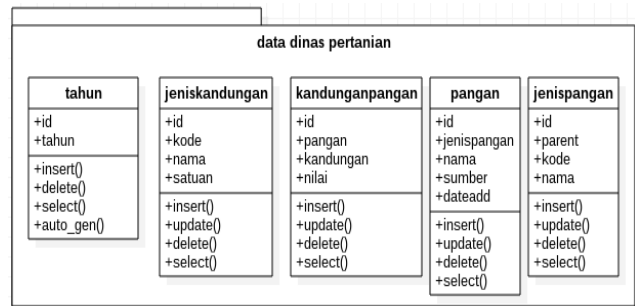 data dinas pertanian
tahun
+id
+tahun
+insert()
+delete()
+select()
+auto_gen()
jeniskandungan
+id
+kode
+nama
+satuan
+insert()
+update()
+delete()
+select()
kandunganpangan
+id
+pangan
+kandungan
+nilai
+insert()
+update()
+delete()
+select()
pangan
+id
+jenispangan
+nama
+sumber
+dateadd
+insert()
+update()
+delete()
+select()
jenispangan
+id
+parent
+kode
+nama
+insert()
+update()
+delete()
+select()